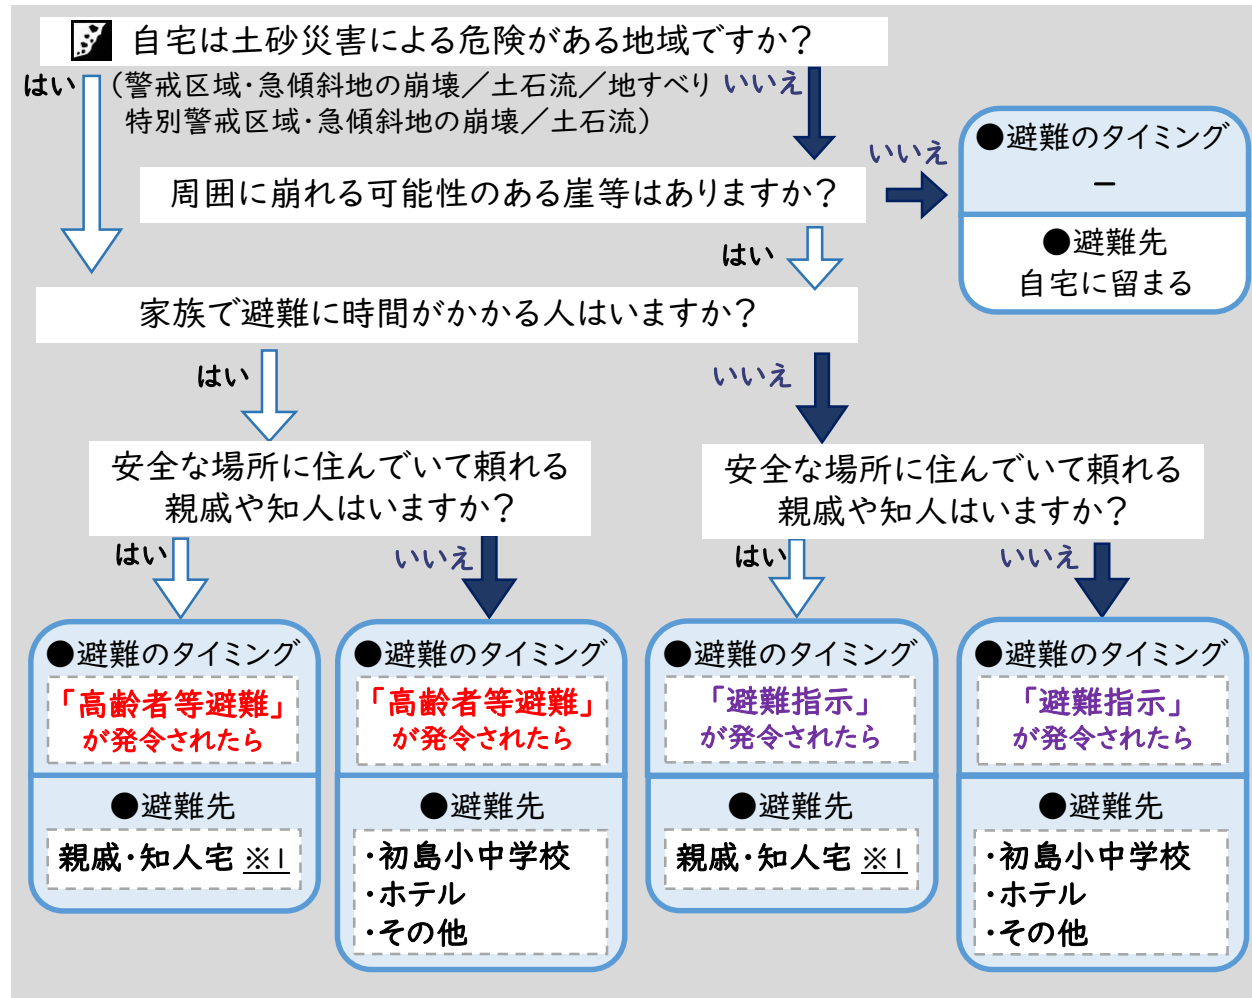 自宅は土砂災害による危険がある地域ですか？
はい
（警戒区域・急傾斜地の崩壊／土石流／地すべり
特別警戒区域・急傾斜地の崩壊／土石流）
いいえ
周囲に崩れる可能性のある崖等はありますか？
いいえ
●避難のタイミング
－
●避難先
自宅に留まる
はい
家族で避難に時間がかかる人はいますか？
はい
いいえ
安全な場所に住んでいて頼れる
親戚や知人はいますか？
安全な場所に住んでいて頼れる
親戚や知人はいますか？
はい
いいえ
はい
いいえ
●避難のタイミング
「高齢者等避難」
が発令されたら
●避難先
親戚・知人宅 ※1
●避難のタイミング
「高齢者等避難」
が発令されたら
●避難先
・初島小中学校
・ホテル
・その他
●避難のタイミング
「避難指示」
が発令されたら
●避難先
親戚・知人宅 ※1
●避難のタイミング
「避難指示」
が発令されたら
●避難先
・初島小中学校
・ホテル
・その他